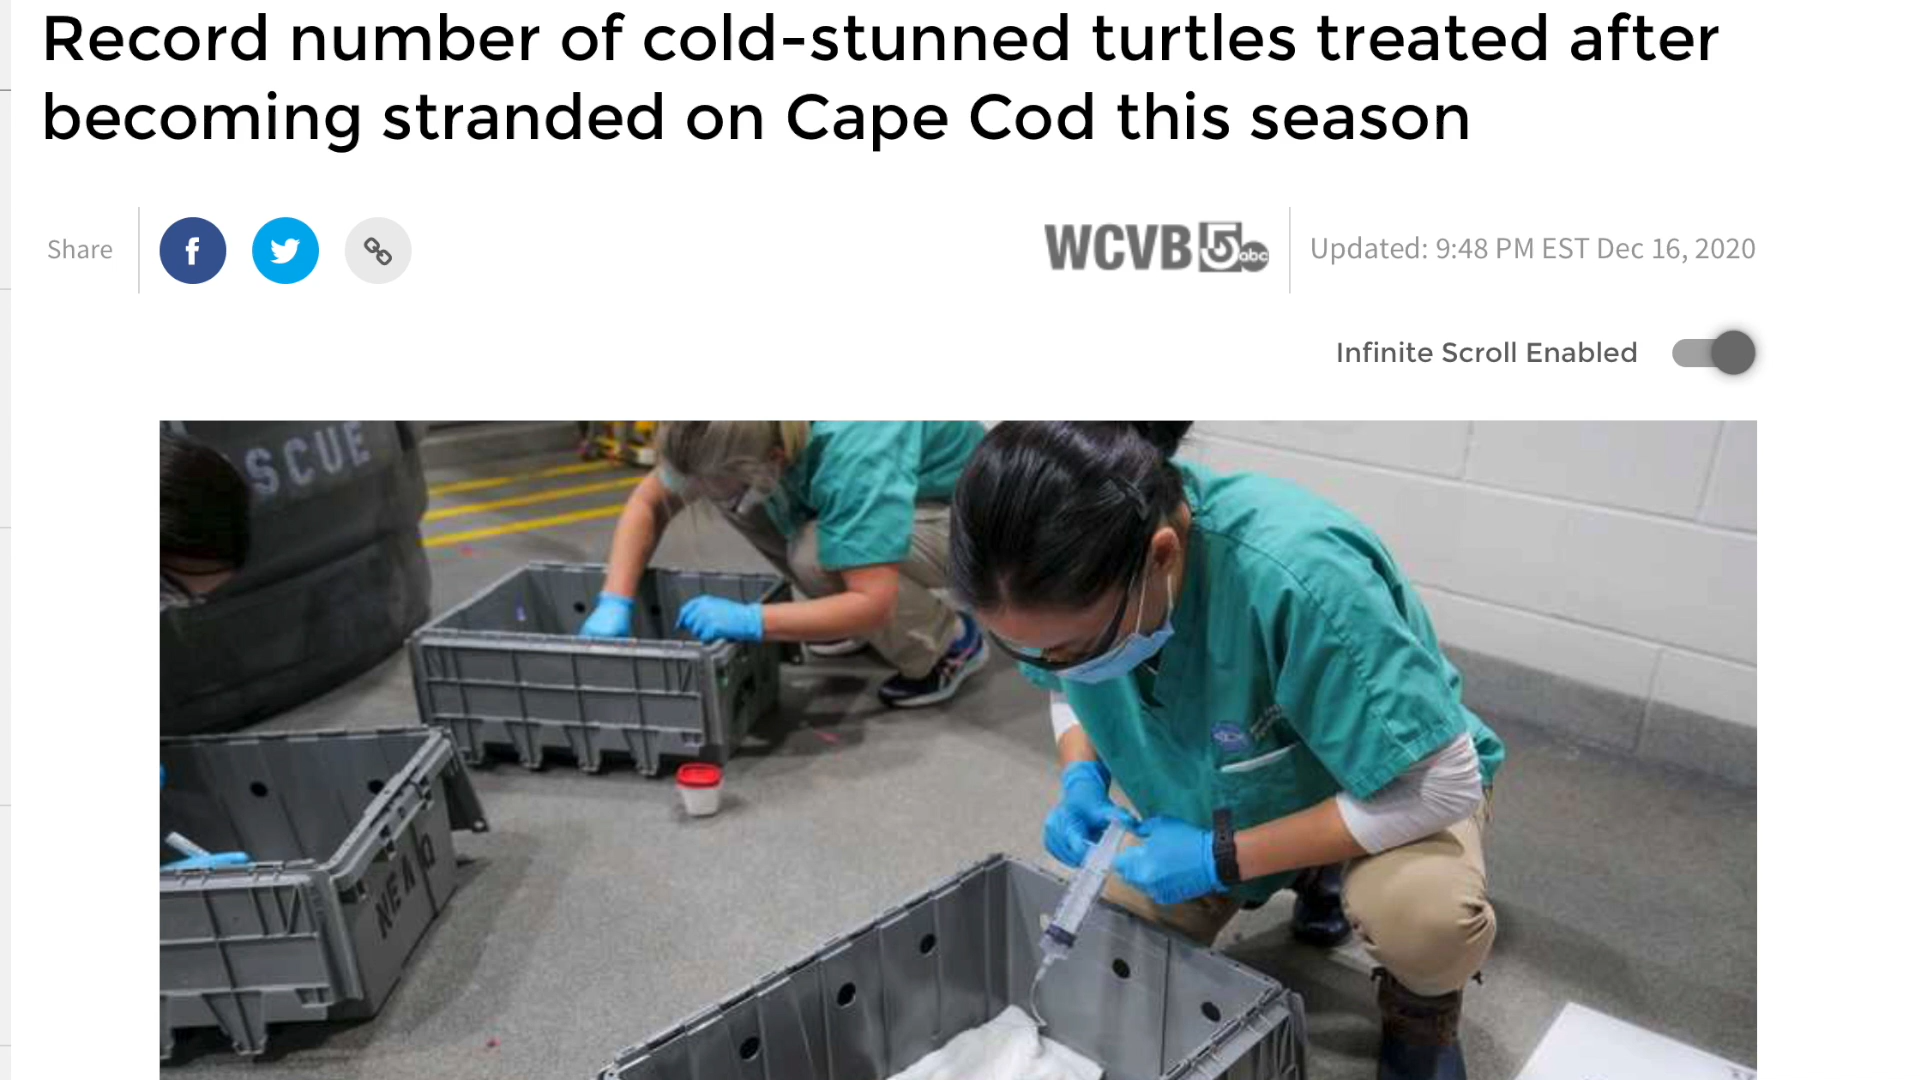 Record number of cold-stunned turtles treated after
becoming stranded on Cape Cod this season
Share
f
WCVB 5 abc
Updated: 9:48 PM EST Dec 16, 2020
Infinite Scroll Enabled
SCUE
NEAQ